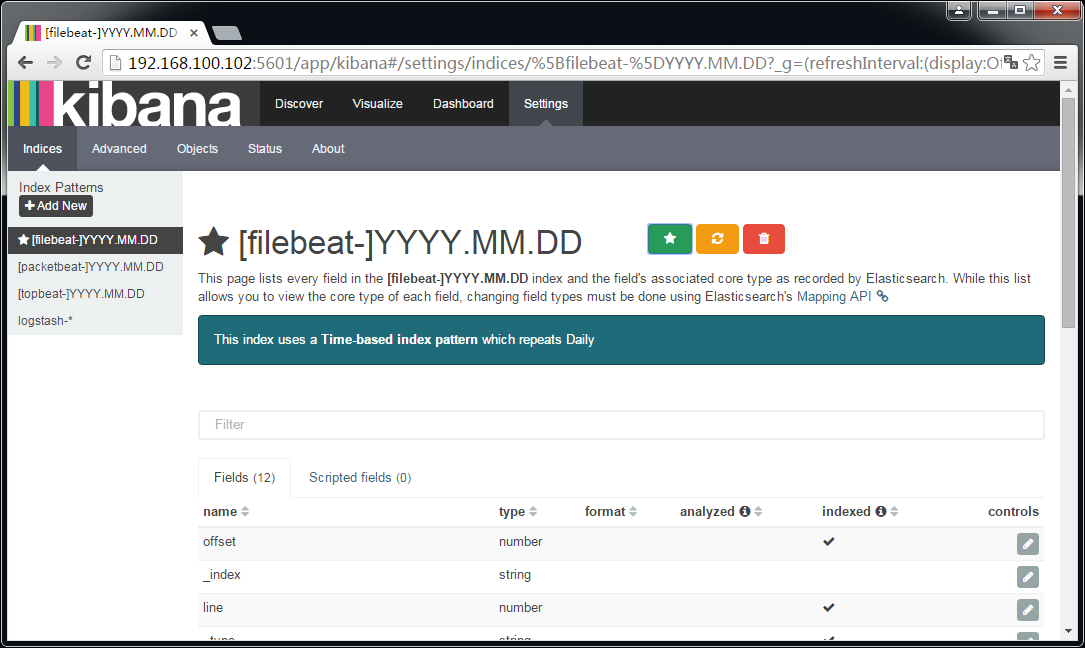 [filebeat-]YYYY.MM.DD
192.168.100.102:5601/app/kibana#/settings/indices/%5Bfilebeat-%5DYYYY.MM.DD?_g=(refreshInterval:(display:O
kibana
Discover Visualize Dashboard Settings
Indices Advanced Objects Status About
Index Patterns
Add New
[filebeat-]YYYY.MM.DD
[packetbeat-]YYYY.MM.DD
[topbeat-]YYYY.MM.DD
logstash-*
[filebeat-]YYYY.MM.DD
This page lists every field in the [filebeat-]YYYY.MM.DD index and the field's associated core type as recorded by Elasticsearch. While this list
allows you to view the core type of each field, changing field types must be done using Elasticsearch's Mapping API
This index uses a Time-based index pattern which repeats Daily
Filter
Fields (12) Scripted fields (0)
name type format analyzed indexed controls
offset number
_index string
line number
_type string